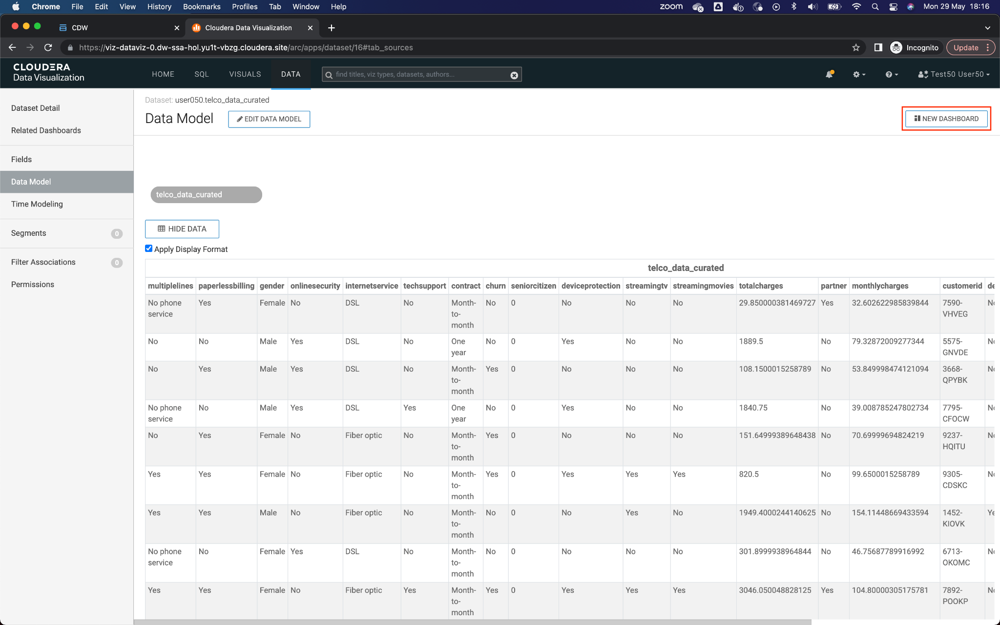 Chrome File Edit View History Bookmarks Profiles Tab Window Help zoom Mon 29 May 18:16
CDW Cloudera Data Visualization
https://viz-dataviz-0.dw-ssa-hol.yu1t-vbzg.cloudera.site/arc/apps/dataset/16#tab_sources Incognito Update
CLOUDERA
Data Visualization
HOME SQL VISUALS DATA find titles, viz types, datasets, authors... Test50 User50
Dataset Detail
Related Dashboards
Fields
Data Model
Time Modeling
Segments 0
Filter Associations 0
Permissions
Dataset: user050.telco_data_curated
Data Model EDIT DATA MODEL NEW DASHBOARD
telco_data_curated
HIDE DATA
Apply Display Format
telco_data_curated
multiplelines paperlessbilling gender onlinesecurity internetservice techsupport contract churn seniorcitizen deviceprotection streamingtv streamingmovies totalcharges partner monthlycharges customerid de
No phone Yes Female No DSL No Month- No 0 No No No 29.850000381469727 Yes 32.602622985839844 7590- No
service to- VHVEG
month
No No Male Yes DSL No One No 0 Yes No No 1889.5 No 79.32872009277344 5575- No
year GNVDE
No Yes Male Yes DSL No Month- Yes 0 No No No 108.1500015258789 No 53.849998474121094 3668- No
to- QPYBK
month
No phone No Male Yes DSL Yes One No 0 Yes No No 1840.75 No 39.008785247802734 7795- No
service year CFOCW
No Yes Female No Fiber optic No Month- Yes 0 No No No 151.64999389648438 No 70.69999694824219 9237- No
to- HQITU
month
Yes Yes Female No Fiber optic No Month- Yes 0 Yes Yes Yes 820.5 No 99.6500015258789 9305- No
to- CDSKC
month
Yes Yes Male No Fiber optic No Month- No 0 No Yes No 1949.4000244140625 No 154.11448669433594 1452- Ye
to- KIOVK
month
No phone No Female Yes DSL No Month- No 0 No No No 301.8999938964844 No 46.75687789916992 6713- No
service to- OKOMC
month
Yes Yes Female No Fiber optic Yes Month- Yes 0 Yes Yes Yes 3046.050048828125 Yes 104.80000305175781 7892- No
to- POOKP
month